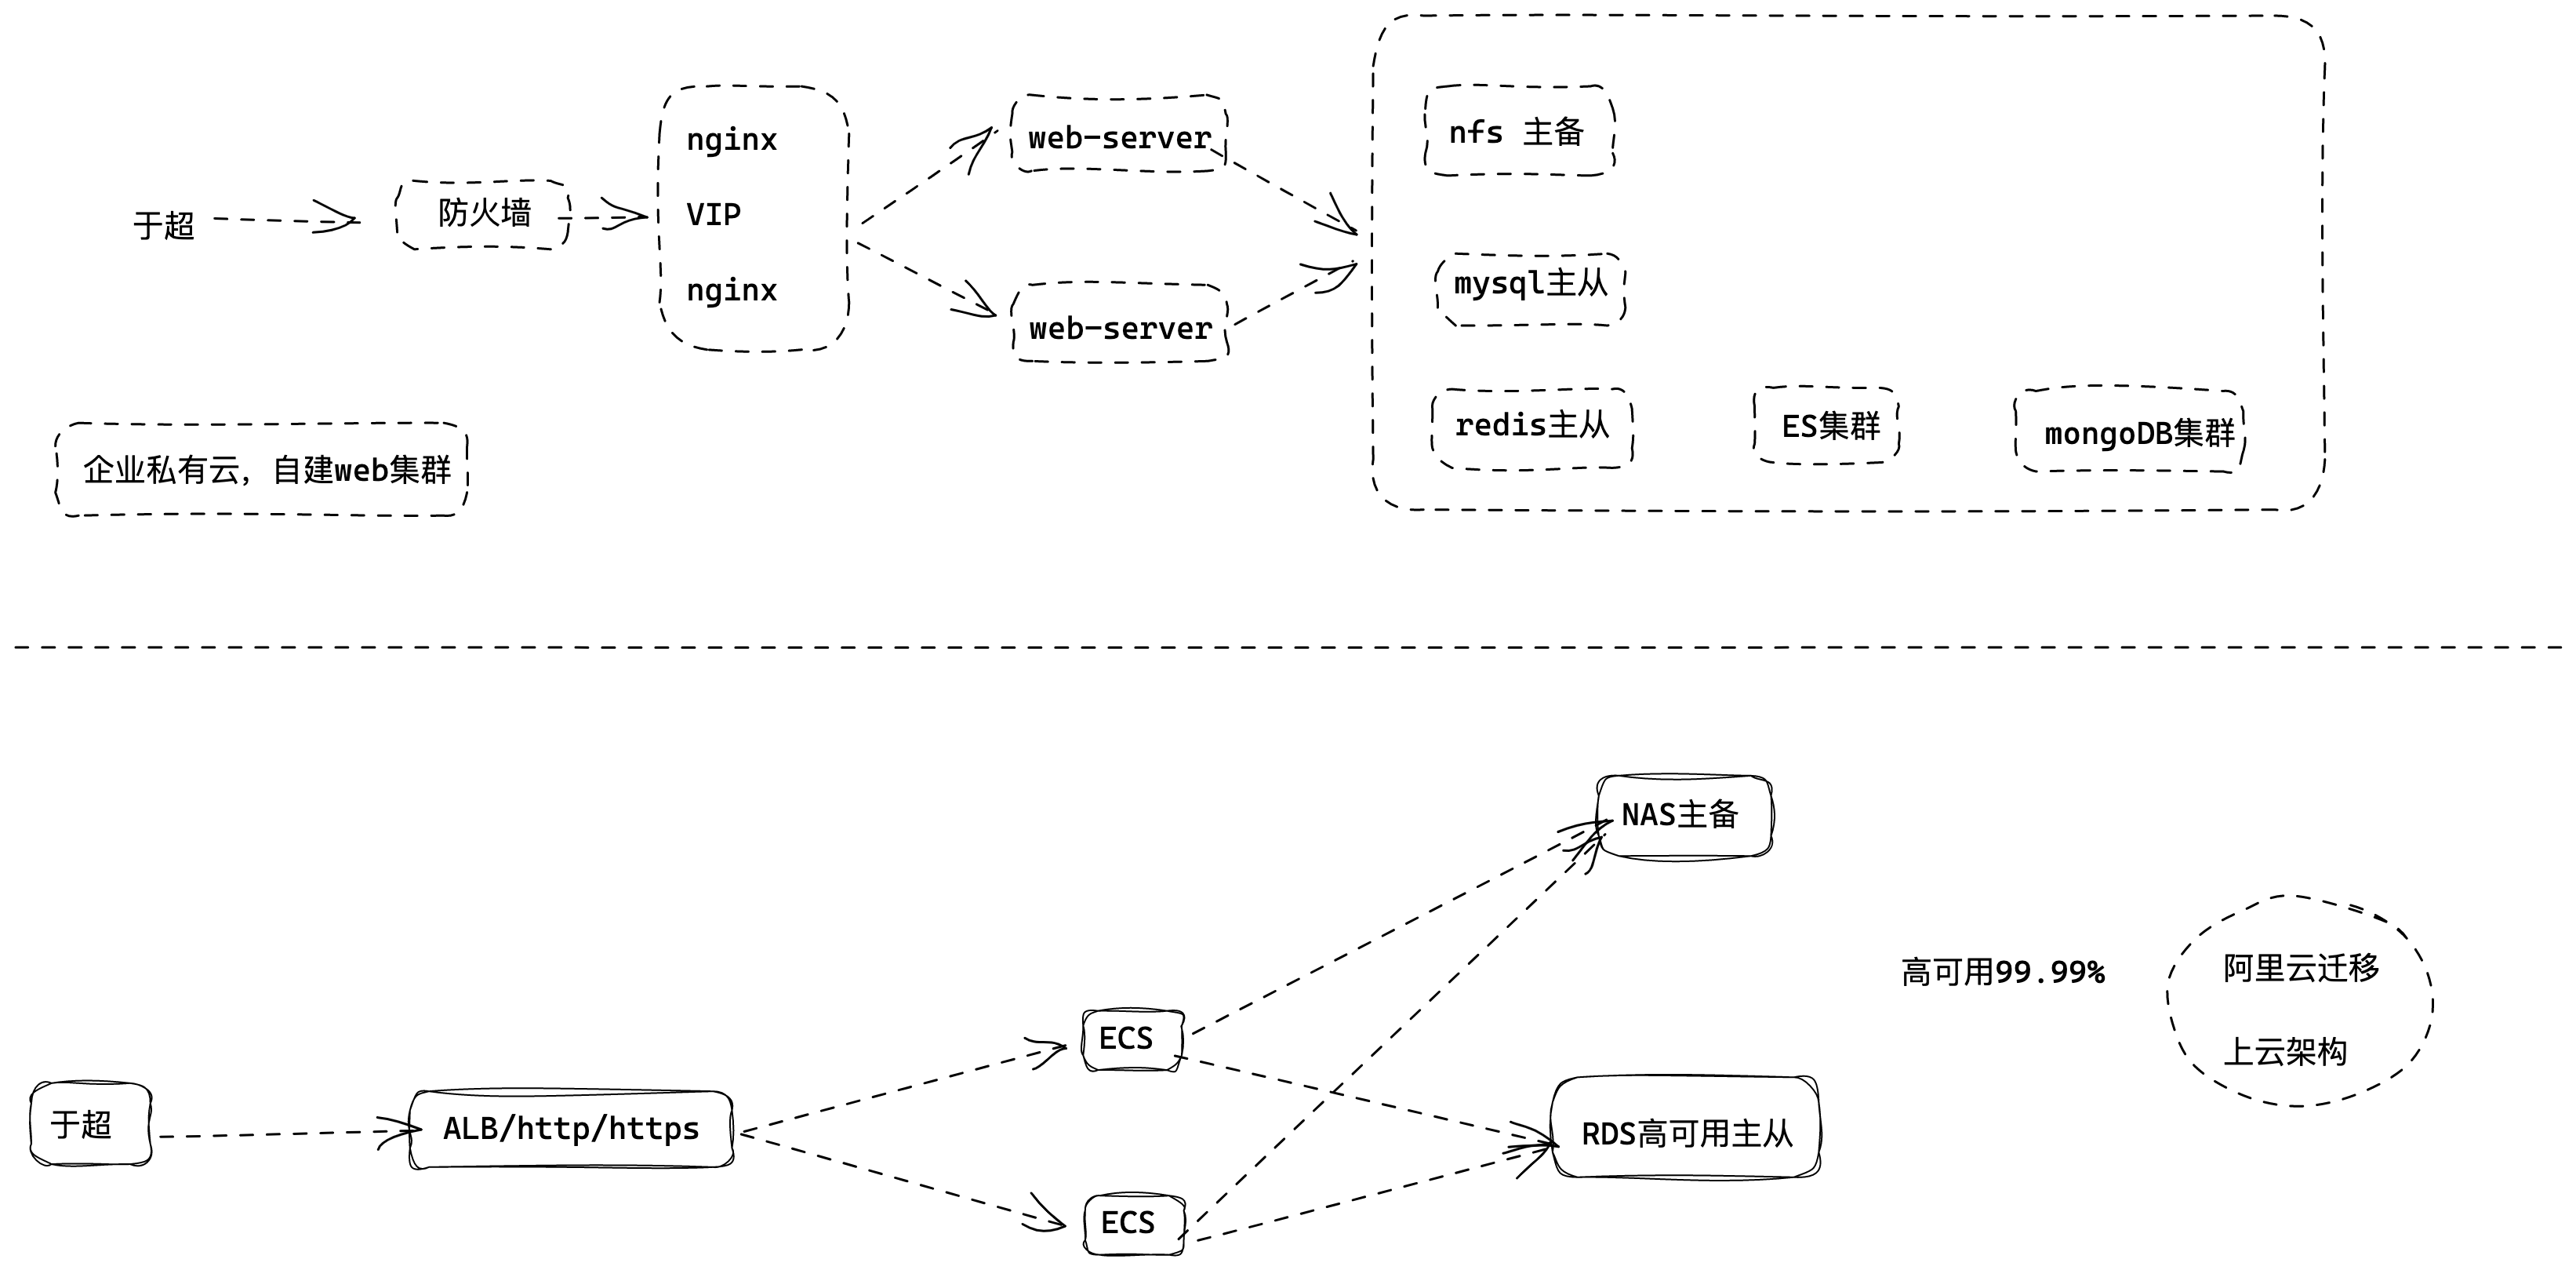 于超
防火墙
nginx
VIP
nginx
web-server
web-server
nfs 主备
mysql主从
redis主从
ES集群
mongoDB集群
企业私有云，自建web集群
于超
ALB/http/https
ECS
ECS
NAS主备
RDS高可用主从
高可用99.99%
阿里云迁移
上云架构